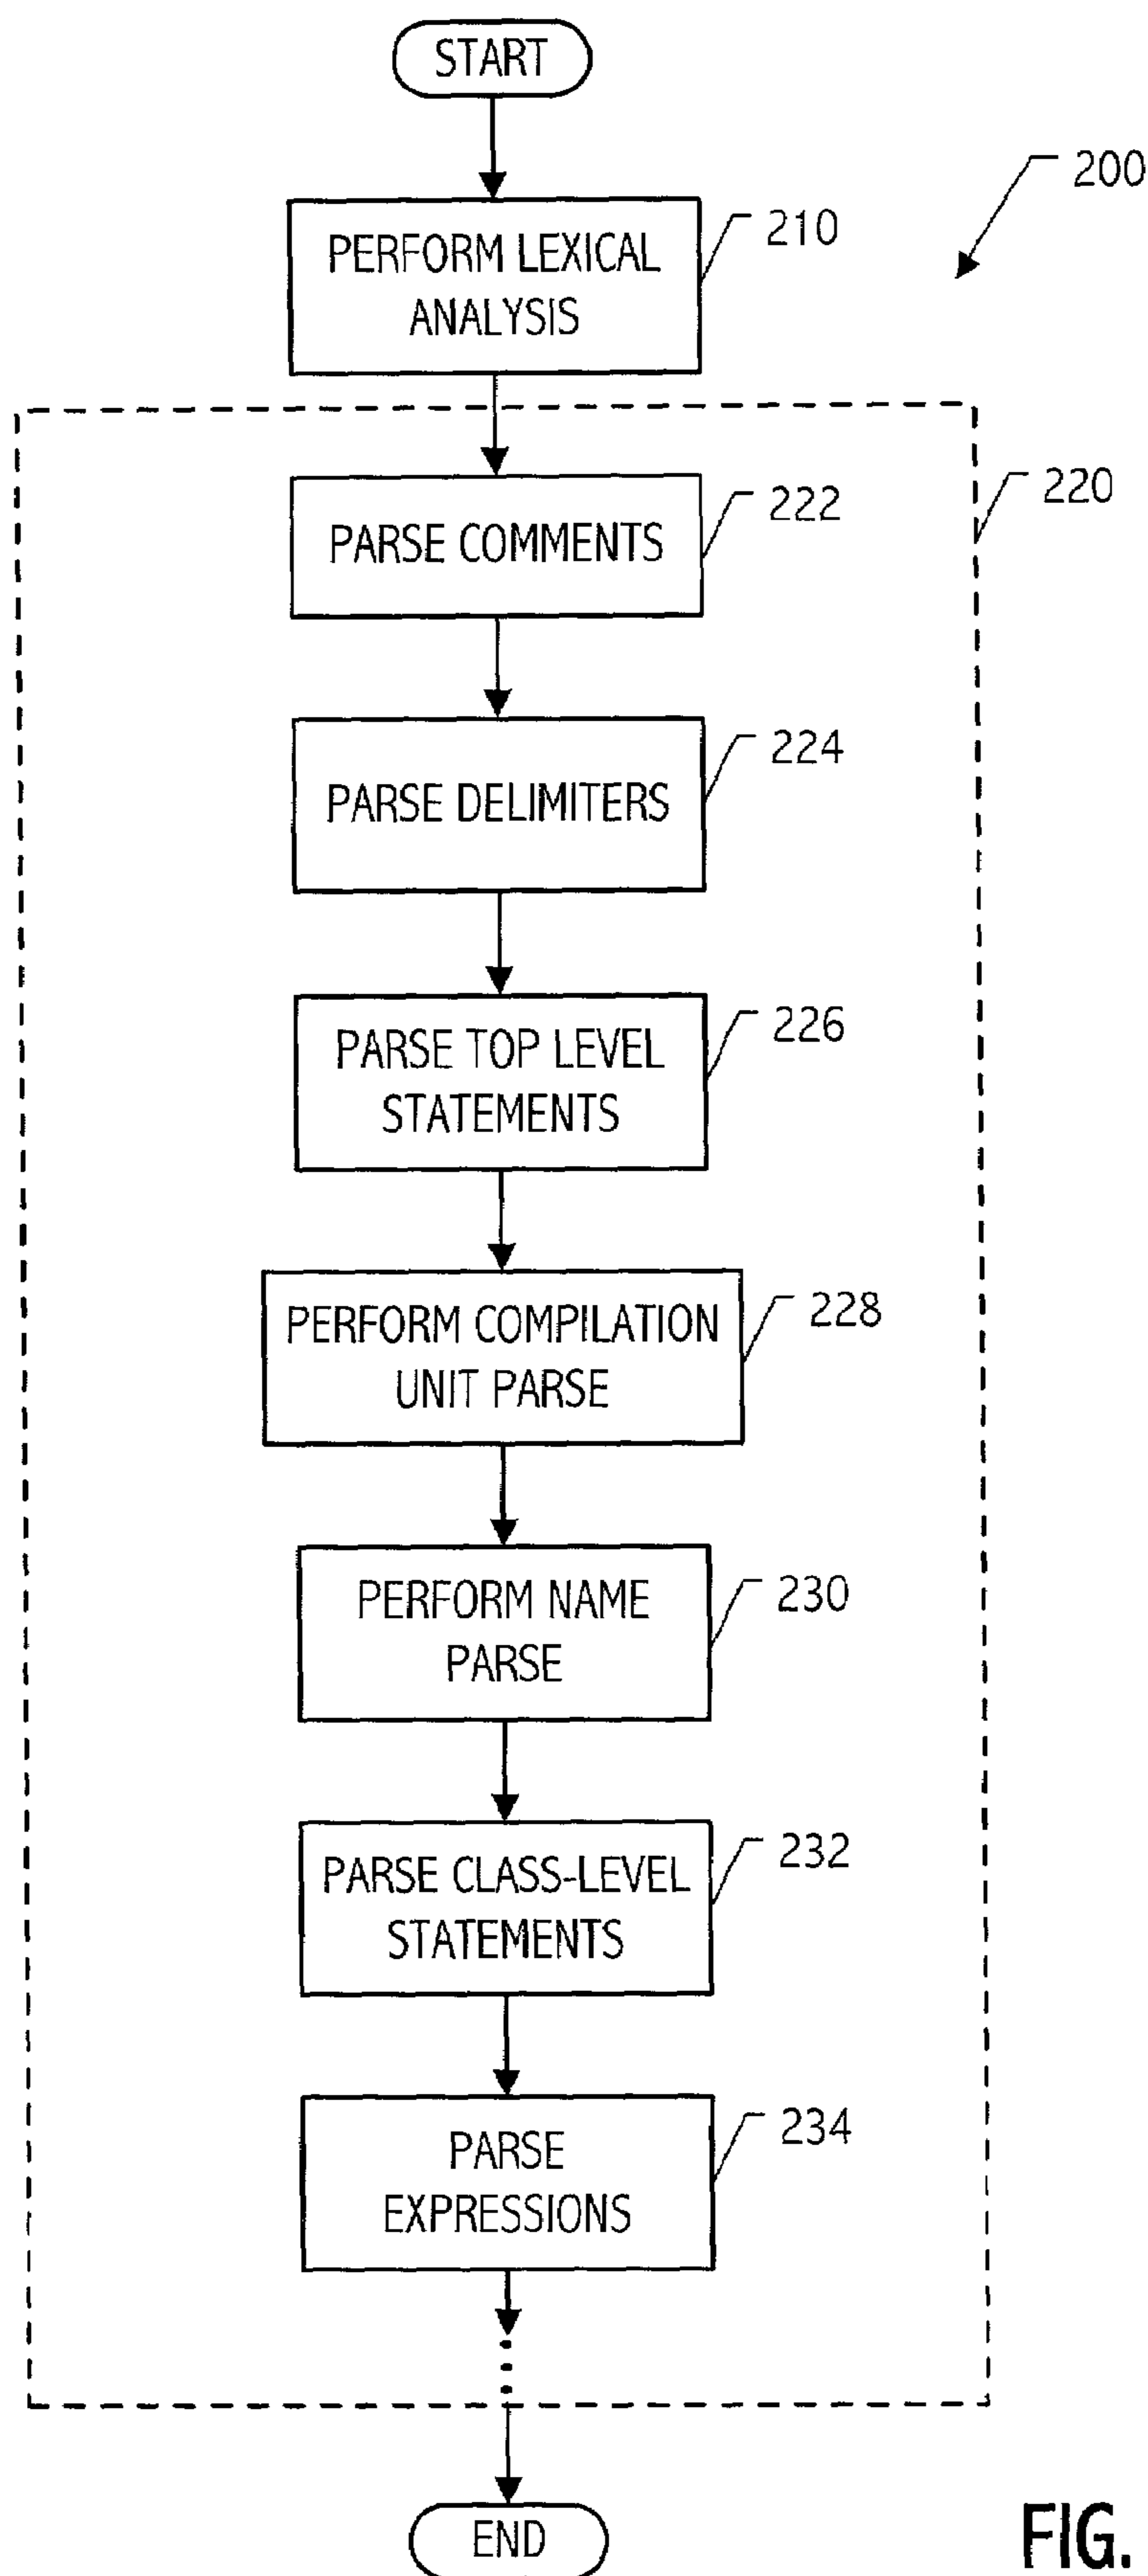 START
200
210
PERFORM LEXICAL
ANALYSIS
220
222
PARSE COMMENTS
224
PARSE DELIMITERS
226
PARSE TOP LEVEL
STATEMENTS
228
PERFORM COMPILATION
UNIT PARSE
230
PERFORM NAME
PARSE
232
PARSE CLASS-LEVEL
STATEMENTS
234
PARSE
EXPRESSIONS
END
FIG.